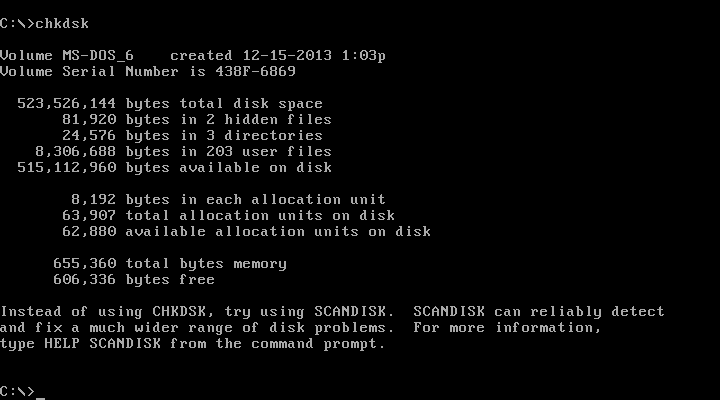 C:\>chkdsk
Volume MS-DOS_6    created 12-15-2013 1:03p
Volume Serial Number is 438F-6869
523,526,144 bytes total disk space
81,920 bytes in 2 hidden files
24,576 bytes in 3 directories
8,306,688 bytes in 203 user files
515,112,960 bytes available on disk
8,192 bytes in each allocation unit
63,907 total allocation units on disk
62,880 available allocation units on disk
655,360 total bytes memory
606,336 bytes free
Instead of using CHKDSK, try using SCANDISK.  SCANDISK can reliably detect
and fix a much wider range of disk problems.  For more information,
type HELP SCANDISK from the command prompt.
C:\>_